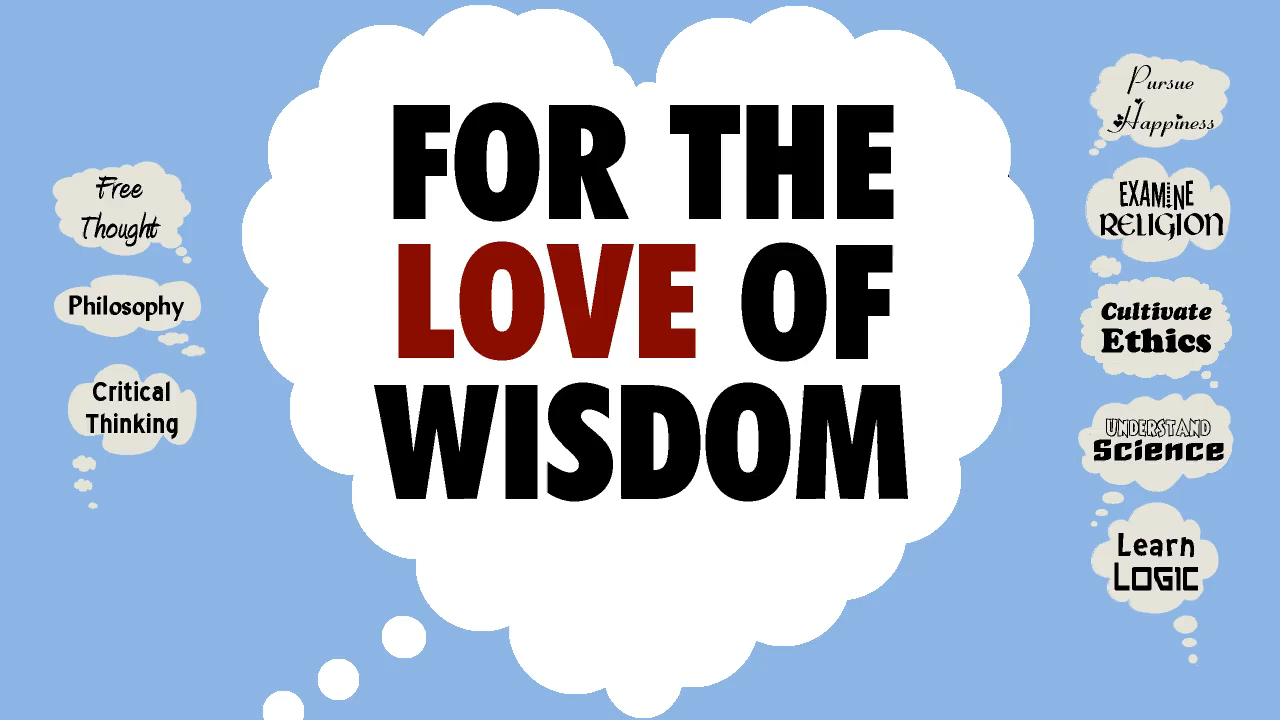 FOR THE
LOVE OF
WISDOM
Free
Thought
Philosophy
Critical
Thinking
Pursue
Happiness
EXAMINE
RELIGION
Cultivate
Ethics
UNDERSTAND
Science
Learn
LOGIC